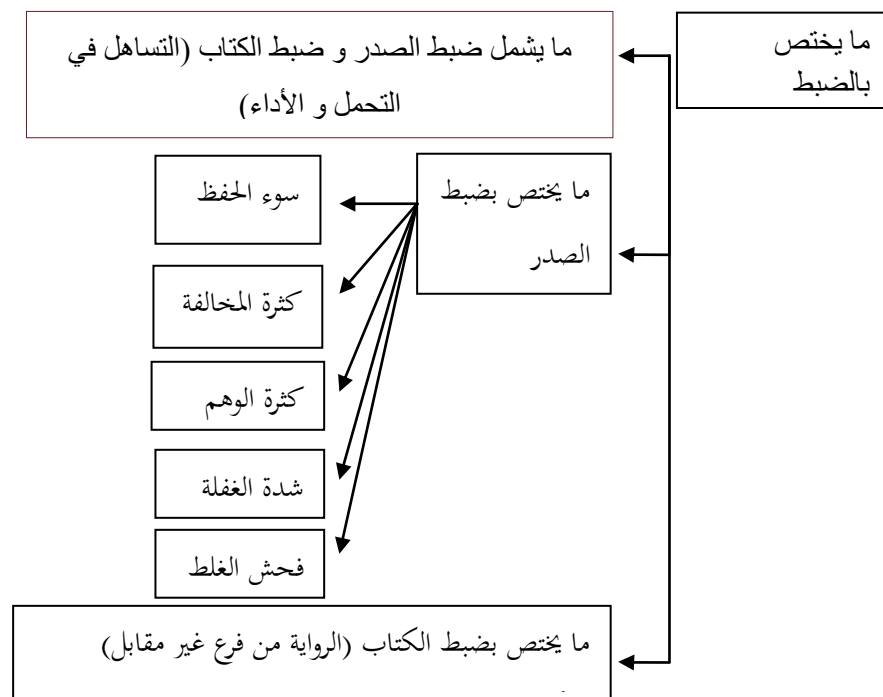 ما يختص
بالضبط
ما يشمل ضبط الصدر و ضبط الكتاب (التساهل في
التحمل و الأداء)
ما يختص بضبط
الصدر
سوء الحفظ
كثرة المخالفة
كثرة الوهم
شدة الغفلة
فحش الغلط
ما يختص بضبط الكتاب (الرواية من فرع غير مقابل)